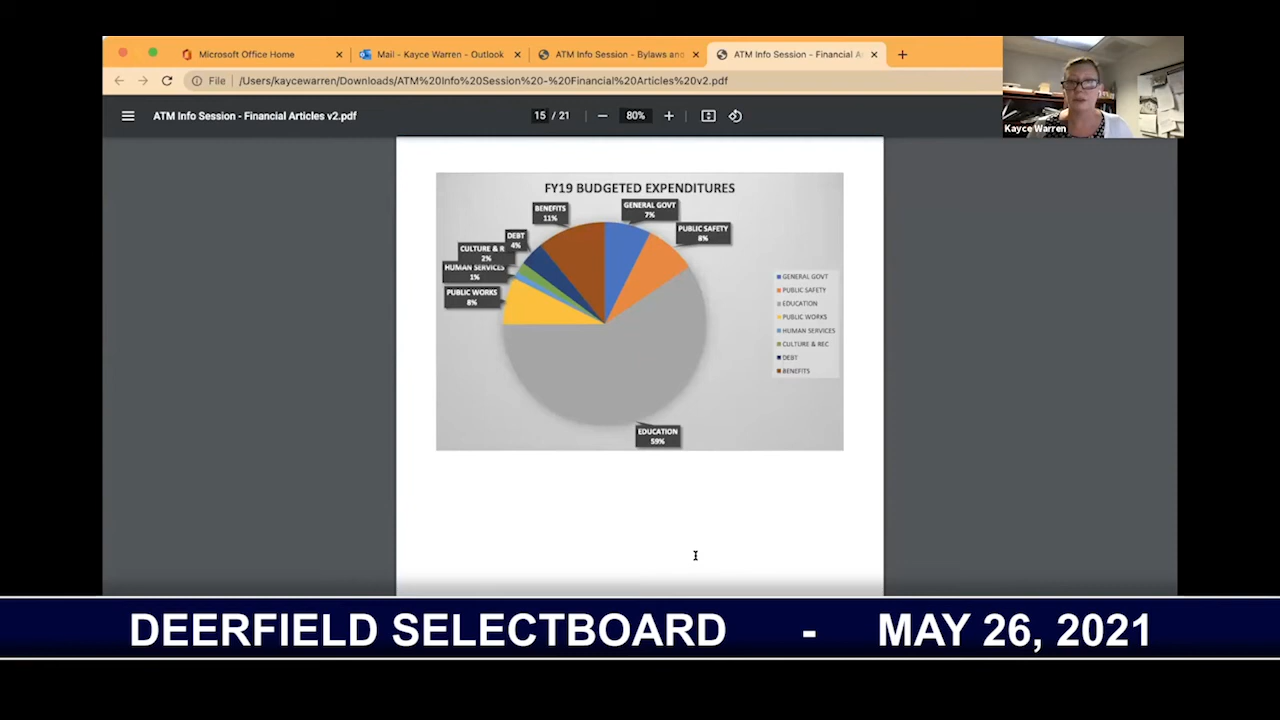 Microsoft Office Home
Mail - Kayce Warren - Outlook
ATM Info Session - Bylaws and
ATM Info Session - Financial A
File /Users/kaycewarren/Downloads/ATM%20Info%20Session%20-%20Financial%20Articles%20v2.pdf
ATM Info Session - Financial Articles v2.pdf
15 / 21
80%
Kayce Warren
FY19 BUDGETED EXPENDITURES
BENEFITS
11%
GENERAL GOVT
7%
PUBLIC SAFETY
8%
DEBT
4%
CULTURE & R
2%
HUMAN SERVICES
1%
PUBLIC WORKS
8%
EDUCATION
59%
GENERAL GOVT
PUBLIC SAFETY
EDUCATION
PUBLIC WORKS
HUMAN SERVICES
CULTURE & REC
DEBT
BENEFITS
DEERFIELD SELECTBOARD - MAY 26, 2021